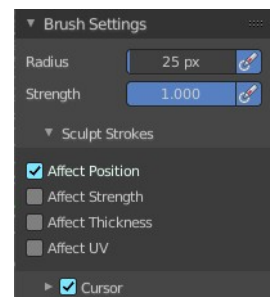 Brush Settings
Radius 25 px
Strength 1.000
Sculpt Strokes
Affect Position
Affect Strength
Affect Thickness
Affect UV
Cursor